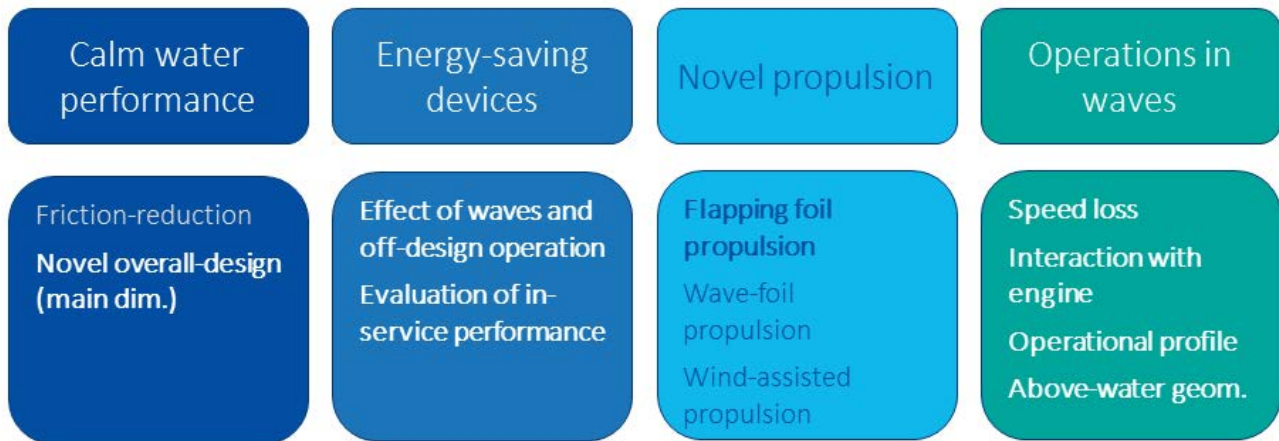 Calm water
performance
Energy-saving
devices
Novel propulsion
Operations in
waves
Friction-reduction
Novel overall-design
(main dim.)
Effect of waves and
off-design operation
Evaluation of in-
service performance
Flapping foil
propulsion
Wave-foil
propulsion
Wind-assisted
propulsion
Speed loss
Interaction with
engine
Operational profile
Above-water geom.